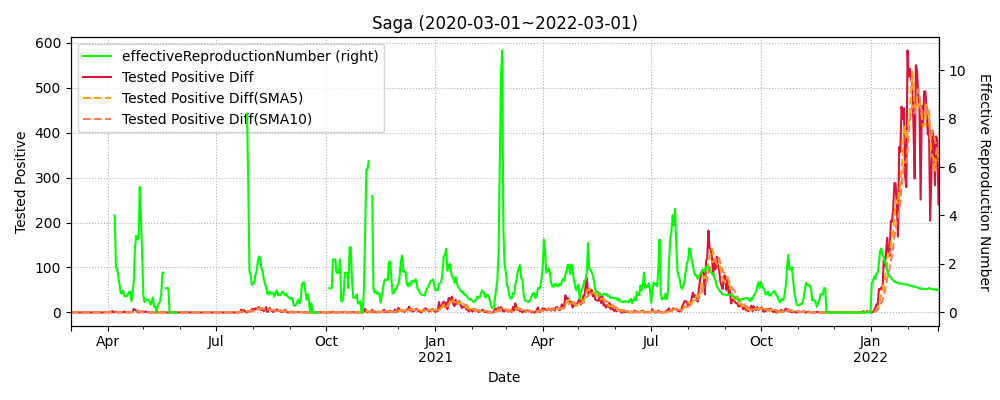 Saga (2020-03-01~2022-03-01)
effectiveReproductionNumber (right)
Tested Positive Diff
Tested Positive Diff(SMA5)
Tested Positive Diff(SMA10)
Tested Positive
600
500
400
300
200
100
0
Effective Reproduction Number
10
8
6
4
2
0
Apr
Jul
Oct
Jan
2021
Apr
Jul
Oct
Jan
2022
Date